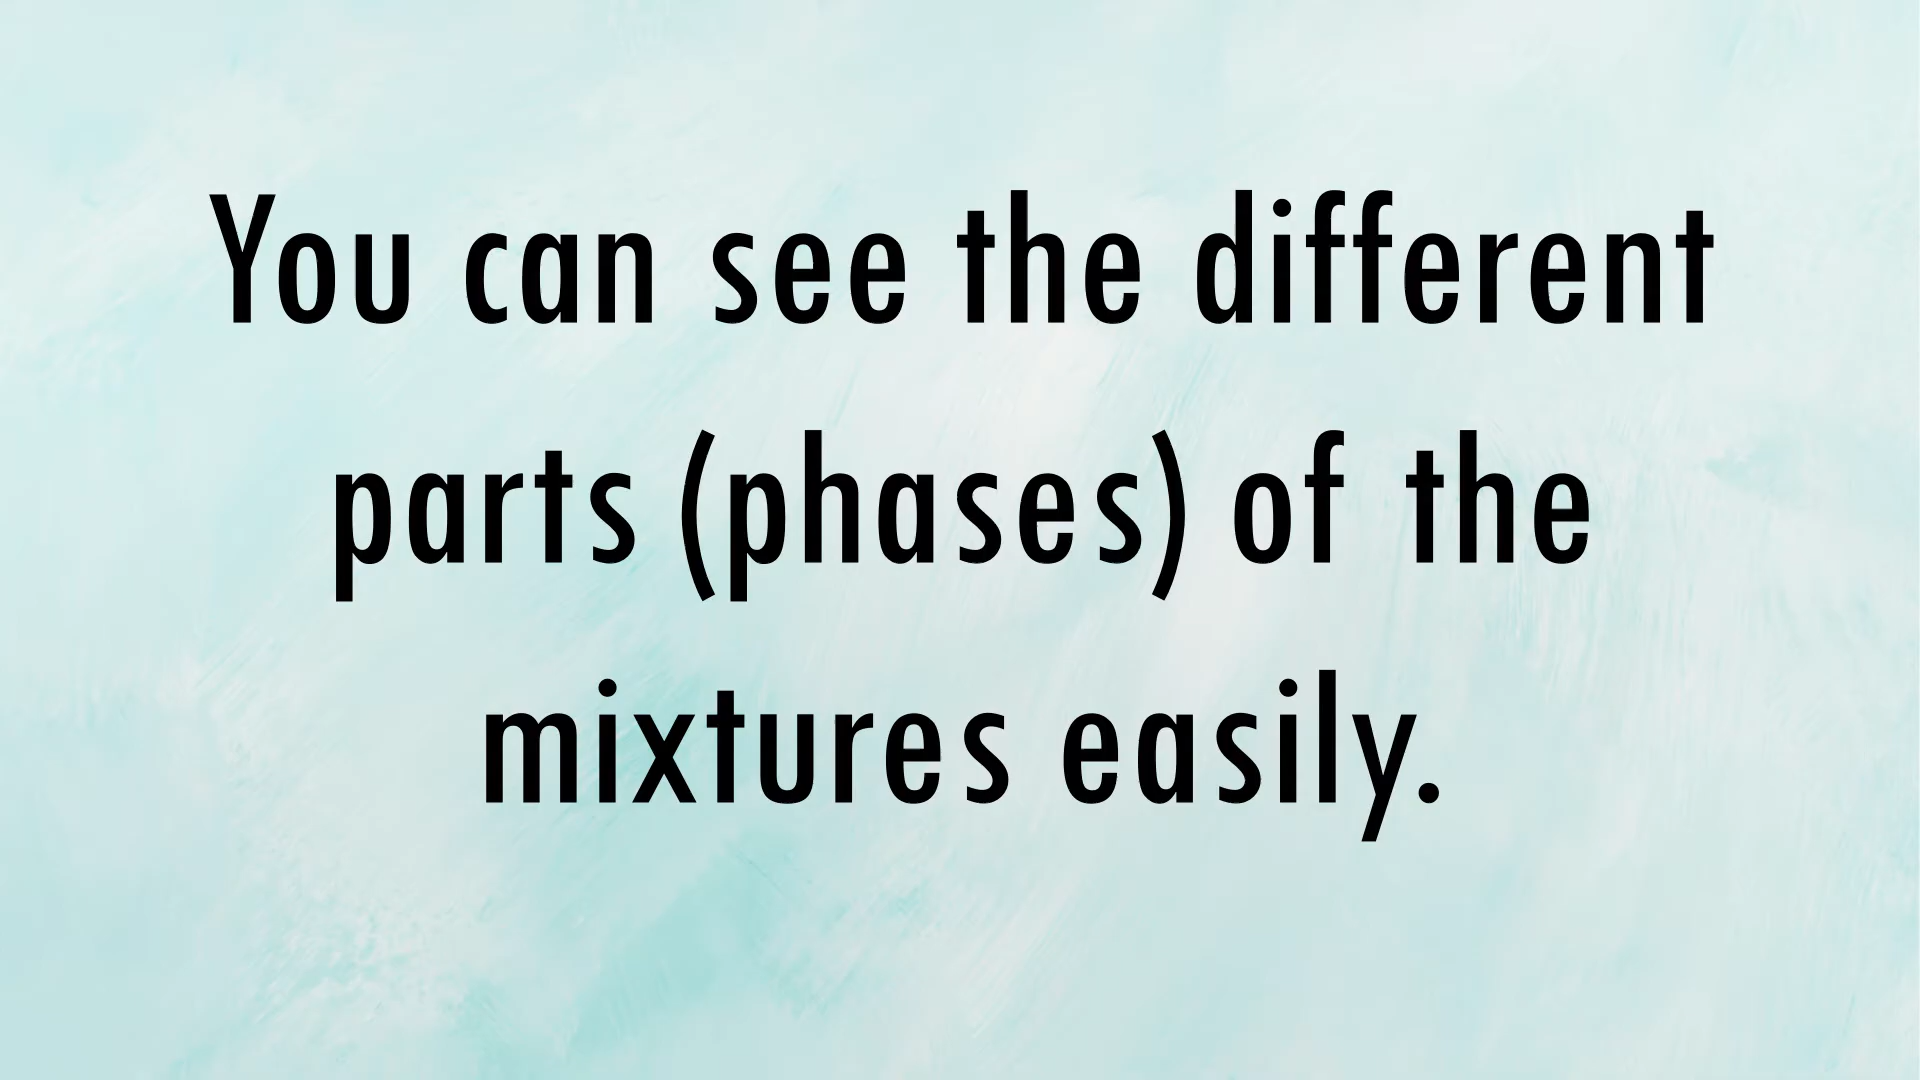 You can see the different
parts (phases) of the
mixtures easily.